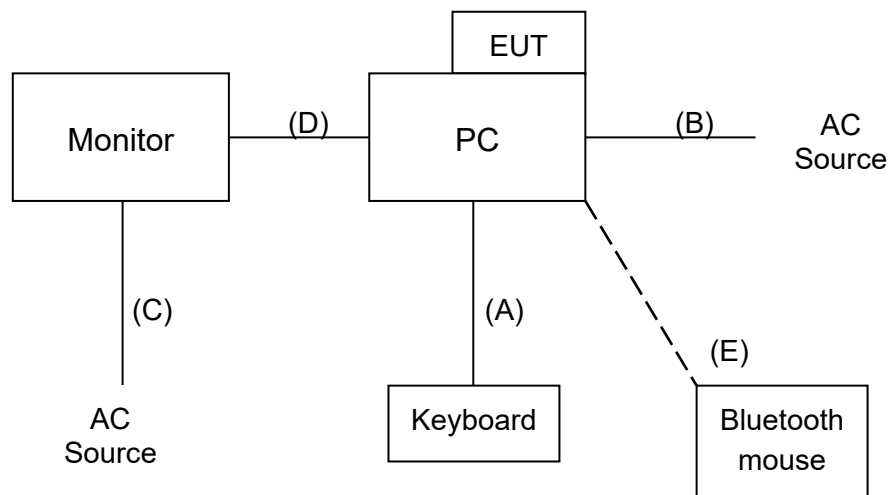 EUT
Monitor
(D)
PC
(B)
AC
Source
(C)
(A)
(E)
AC
Source
Keyboard
Bluetooth
mouse